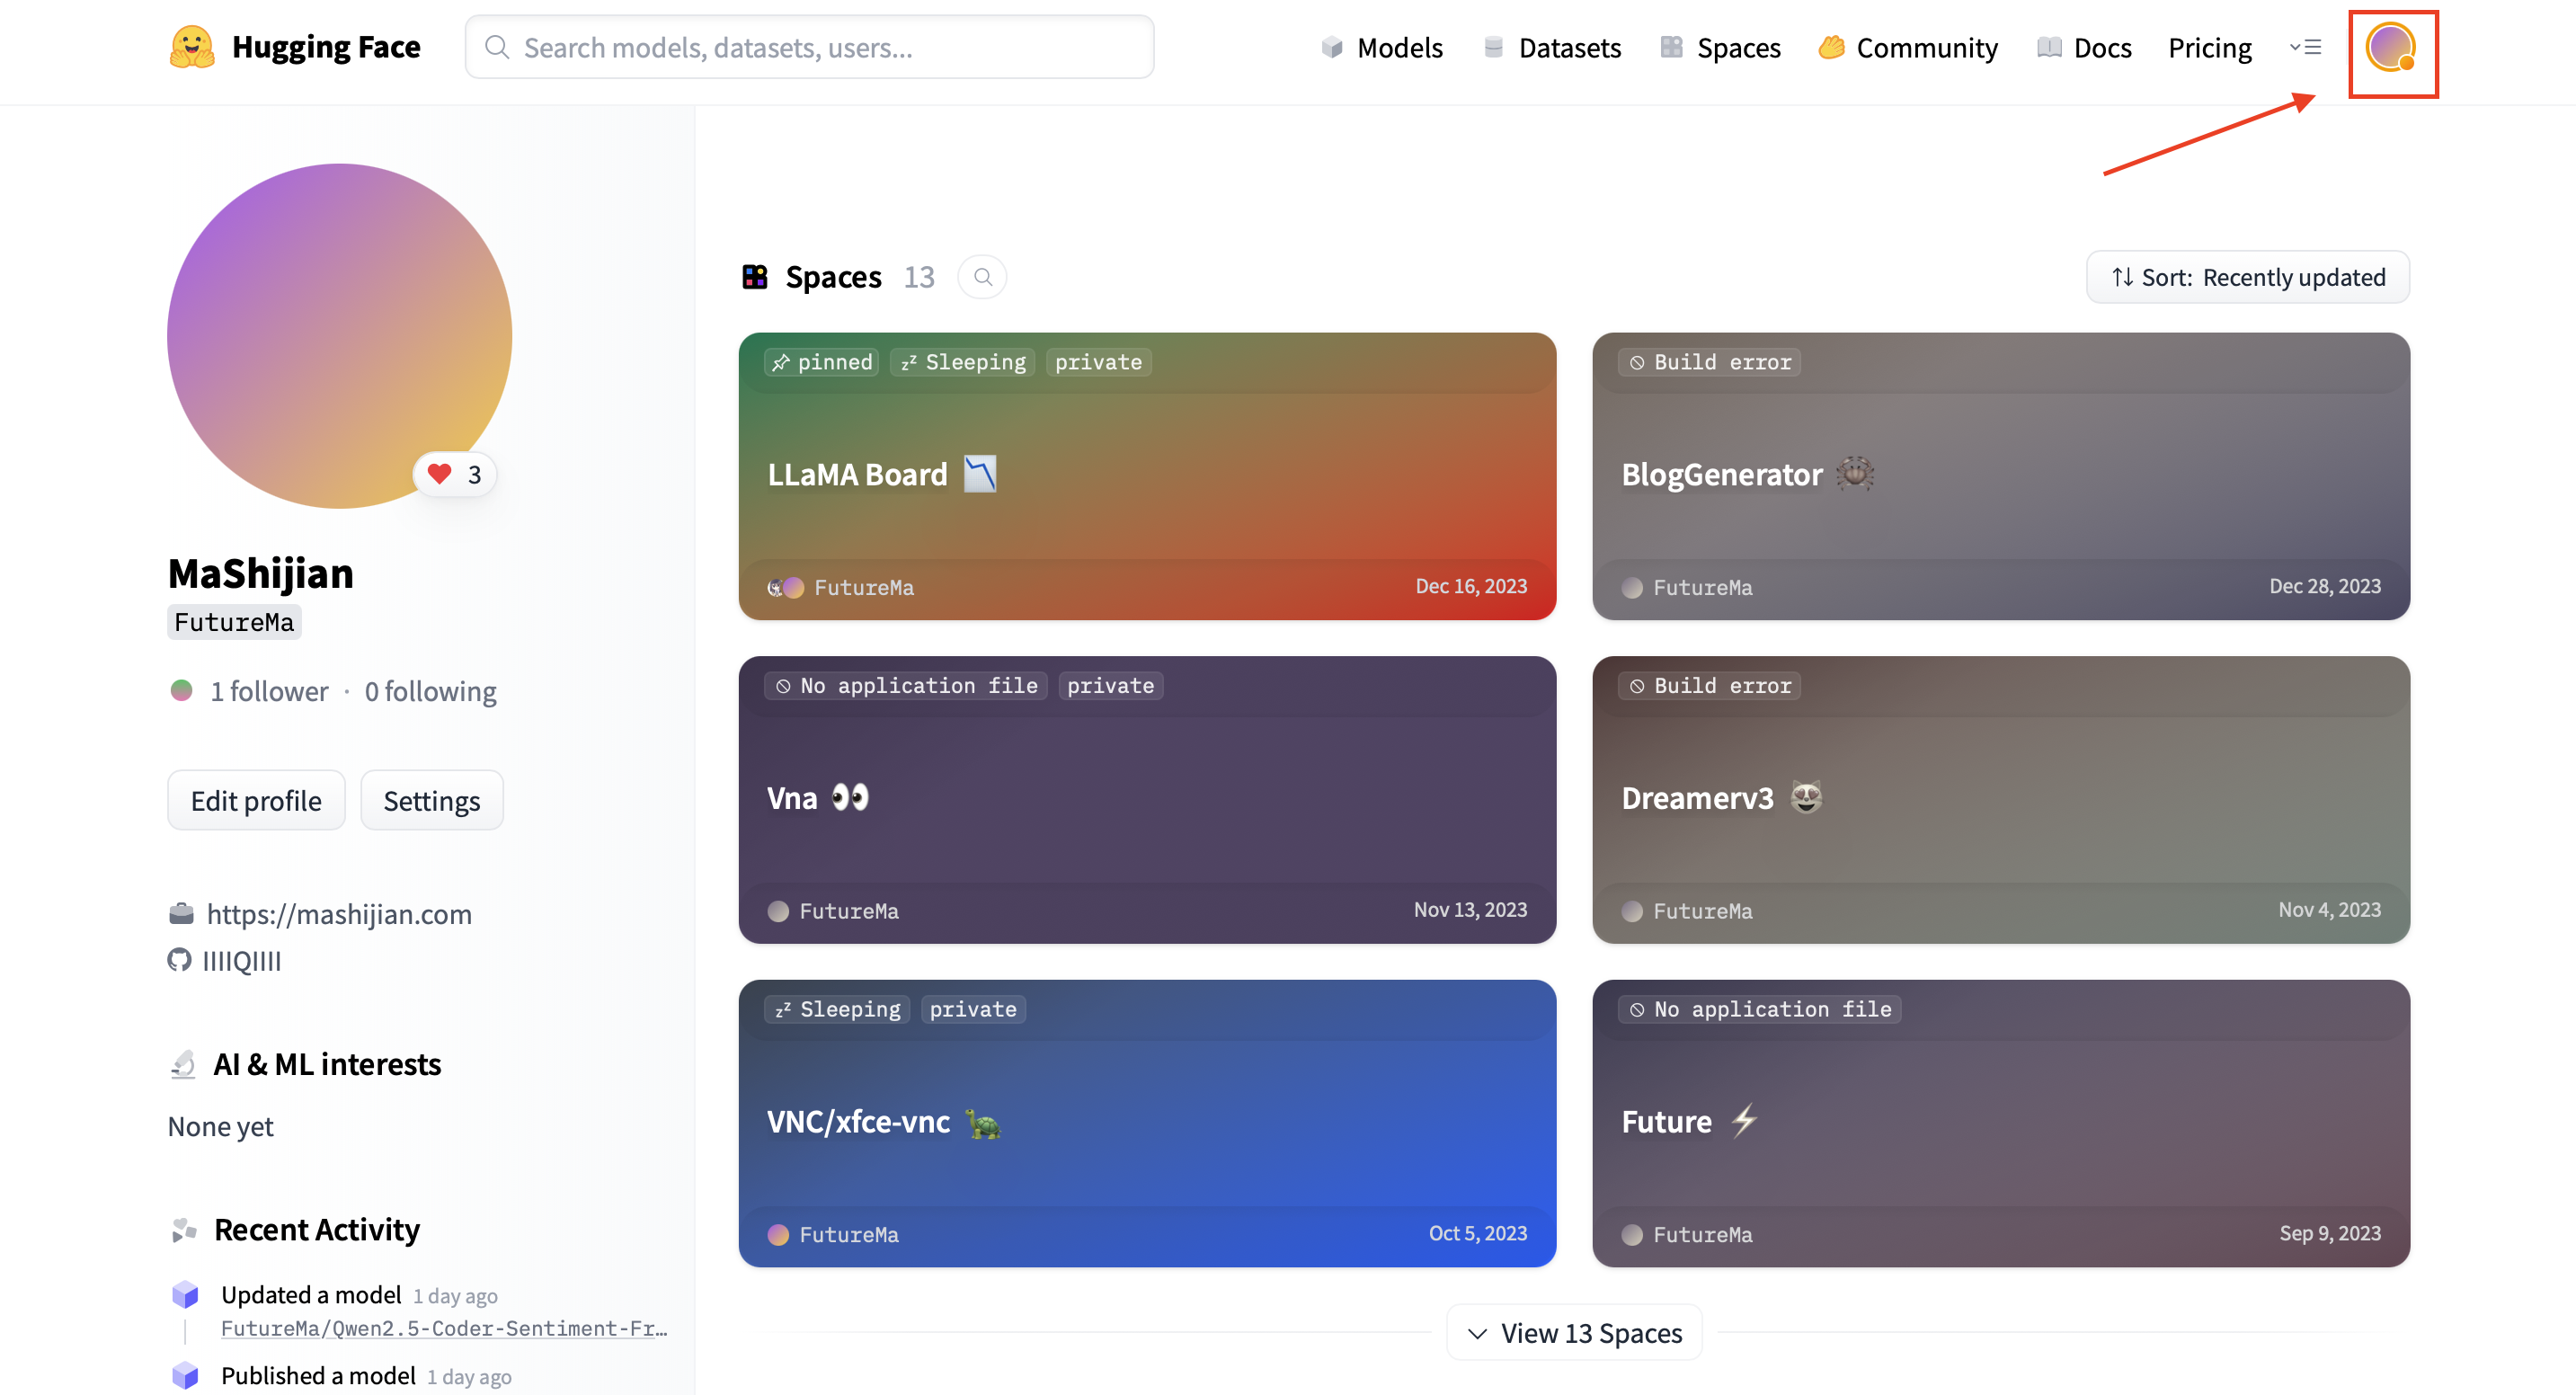 Hugging Face
Search models, datasets, users...
Models
Datasets
Spaces
Community
Docs
Pricing
3
MaShijian
FutureMa
1 follower · 0 following
Edit profile
Settings
https://mashijian.com
IIIIQIIII
AI & ML interests
None yet
Recent Activity
Updated a model 1 day ago
FutureMa/Qwen2.5-Coder-Sentiment-Fr…
Published a model 1 day ago
Spaces 13
Sort: Recently updated
pinned
Sleeping
private
LLaMA Board
FutureMa
Dec 16, 2023
Build error
BlogGenerator
FutureMa
Dec 28, 2023
No application file
private
Vna
FutureMa
Nov 13, 2023
Build error
Dreamerv3
FutureMa
Nov 4, 2023
Sleeping
private
VNC/xfce-vnc
FutureMa
Oct 5, 2023
No application file
Future
FutureMa
Sep 9, 2023
View 13 Spaces